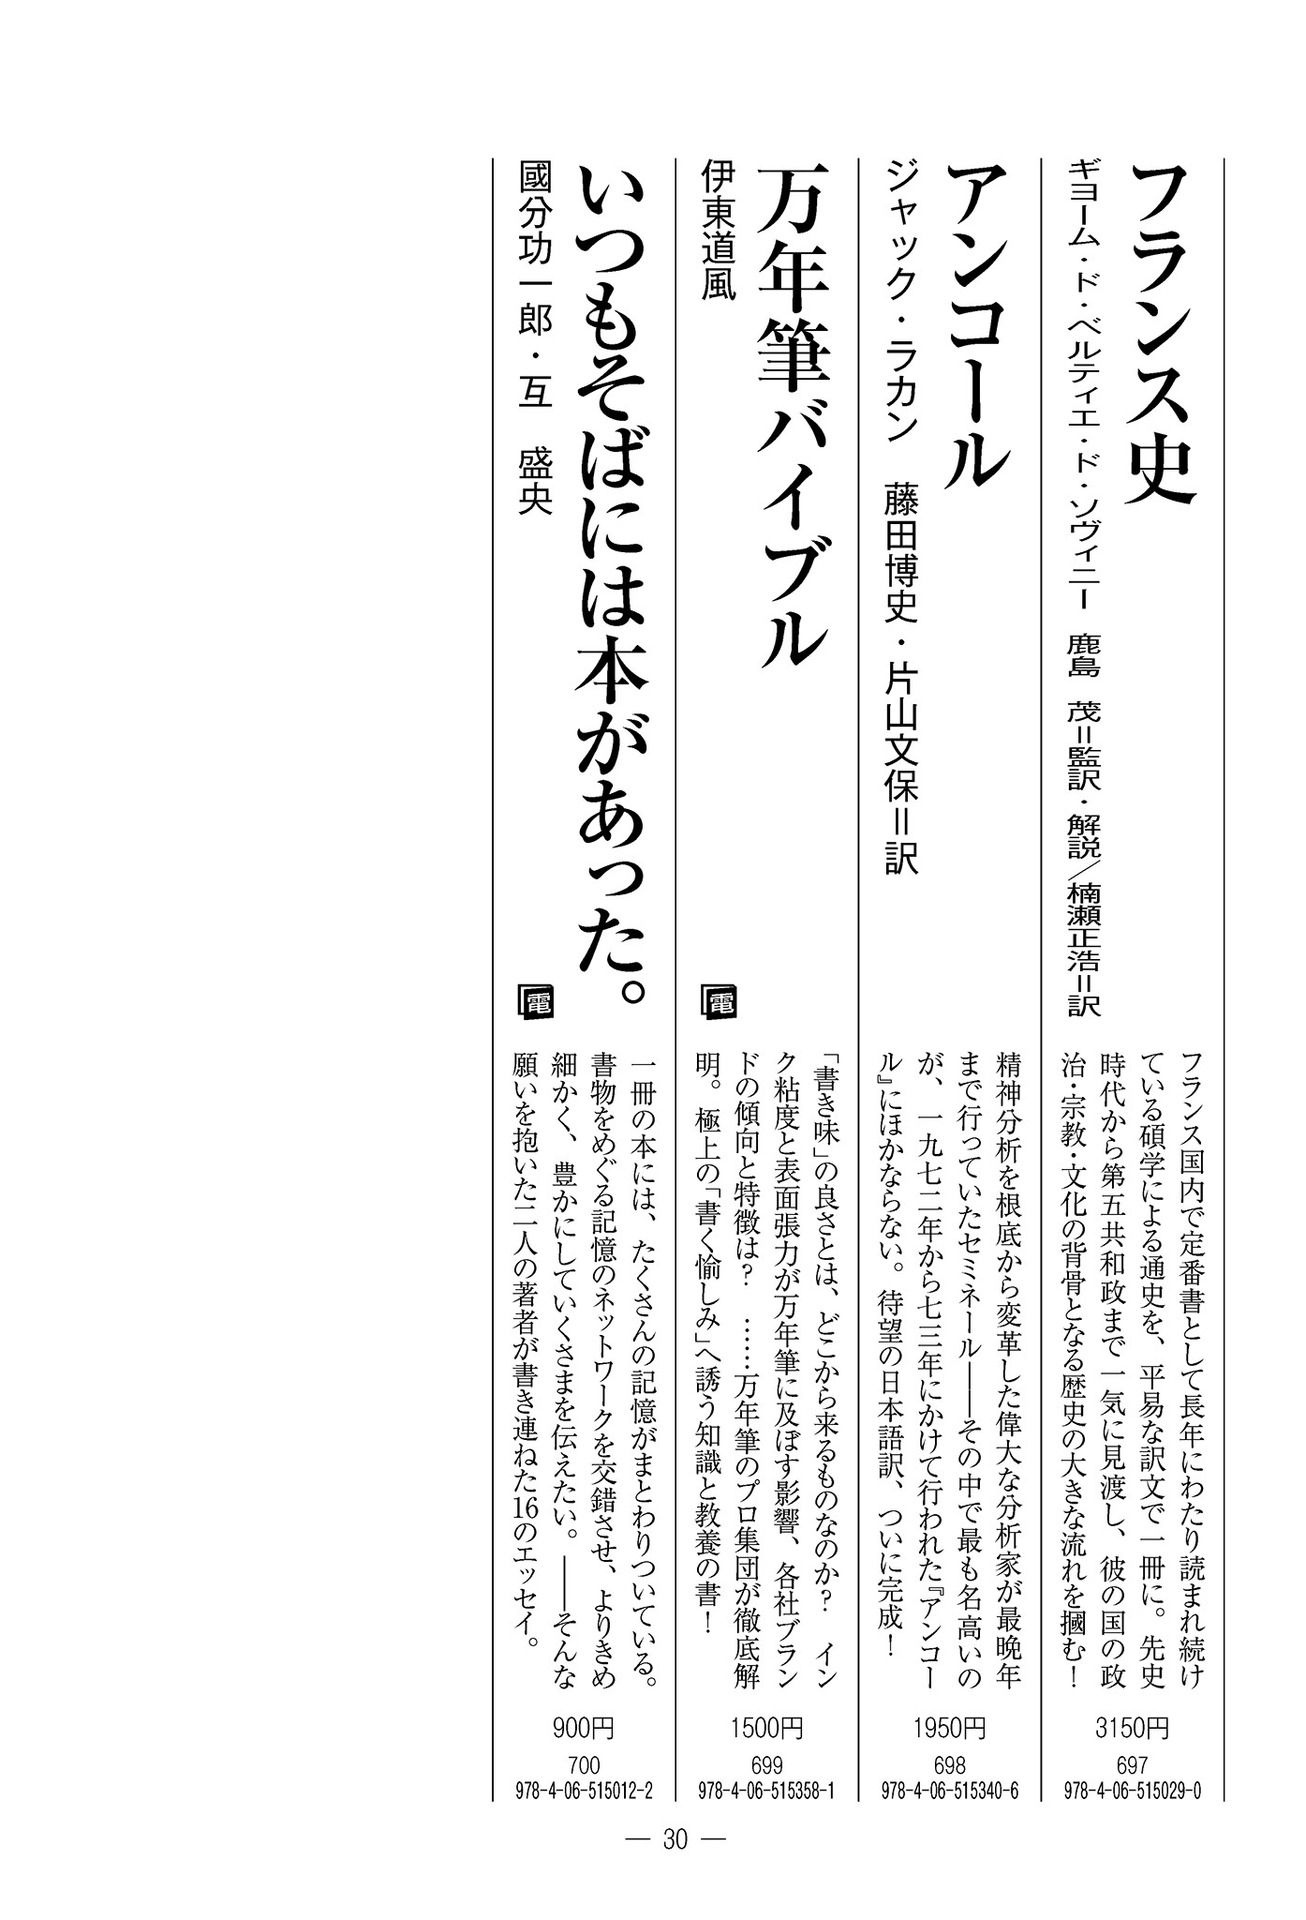 フランス史
ギヨーム・ド・ベルティエ・ド・ソヴィニー　鹿島　茂＝監訳・解説／楠瀬正浩＝訳
フランス国内で定番書として長年にわたり読まれ続け
ている碩学による通史を、平易な訳文で一冊に。先史
時代から第五共和政まで一気に見渡し、彼の国の政
治・宗教・文化の背骨となる歴史の大きな流れを摑む！
3150円
697
978-4-06-515029-0
アンコール
ジャック・ラカン　藤田博史・片山文保＝訳
精神分析を根底から変革した偉大な分析家が最晩年
まで行っていたセミネール――その中で最も名高いの
が、一九七二年から七三年にかけて行われた『アンコー
ル』にほかならない。待望の日本語訳、ついに完成！
1950円
698
978-4-06-515340-6
万年筆バイブル
伊東道風
電
「書き味」の良さとは、どこから来るものなのか？　イン
ク粘度と表面張力が万年筆に及ぼす影響、各社ブラン
ドの傾向と特徴は？　……万年筆のプロ集団が徹底解
明。極上の「書く愉しみ」へ誘う知識と教養の書！
1500円
699
978-4-06-515358-1
いつもそばには本があった。
國分功一郎・互　盛央
電
一冊の本には、たくさんの記憶がまとわりついている。
書物をめぐる記憶のネットワークを交錯させ、よりきめ
細かく、豊かにしていくさまを伝えたい。――そんな
願いを抱いた二人の著者が書き連ねた16のエッセイ。
900円
700
978-4-06-515012-2
― 30 ―